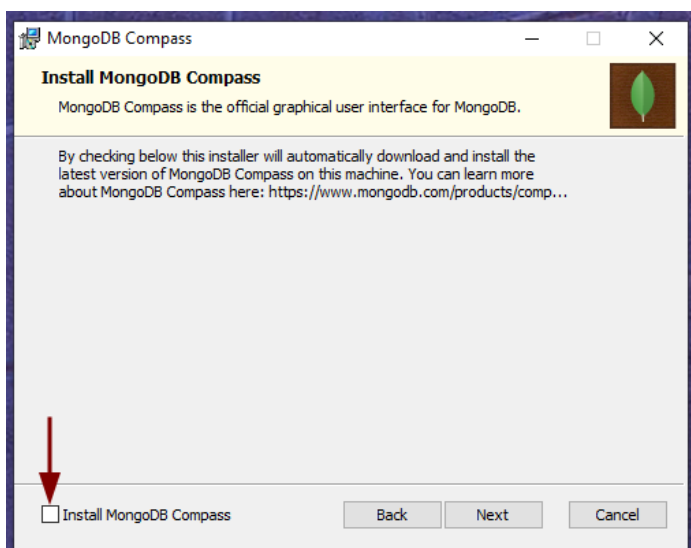 MongoDB Compass
Install MongoDB Compass
MongoDB Compass is the official graphical user interface for MongoDB.
By checking below this installer will automatically download and install the
latest version of MongoDB Compass on this machine. You can learn more
about MongoDB Compass here: https://www.mongodb.com/products/comp...
Install MongoDB Compass Back Next Cancel